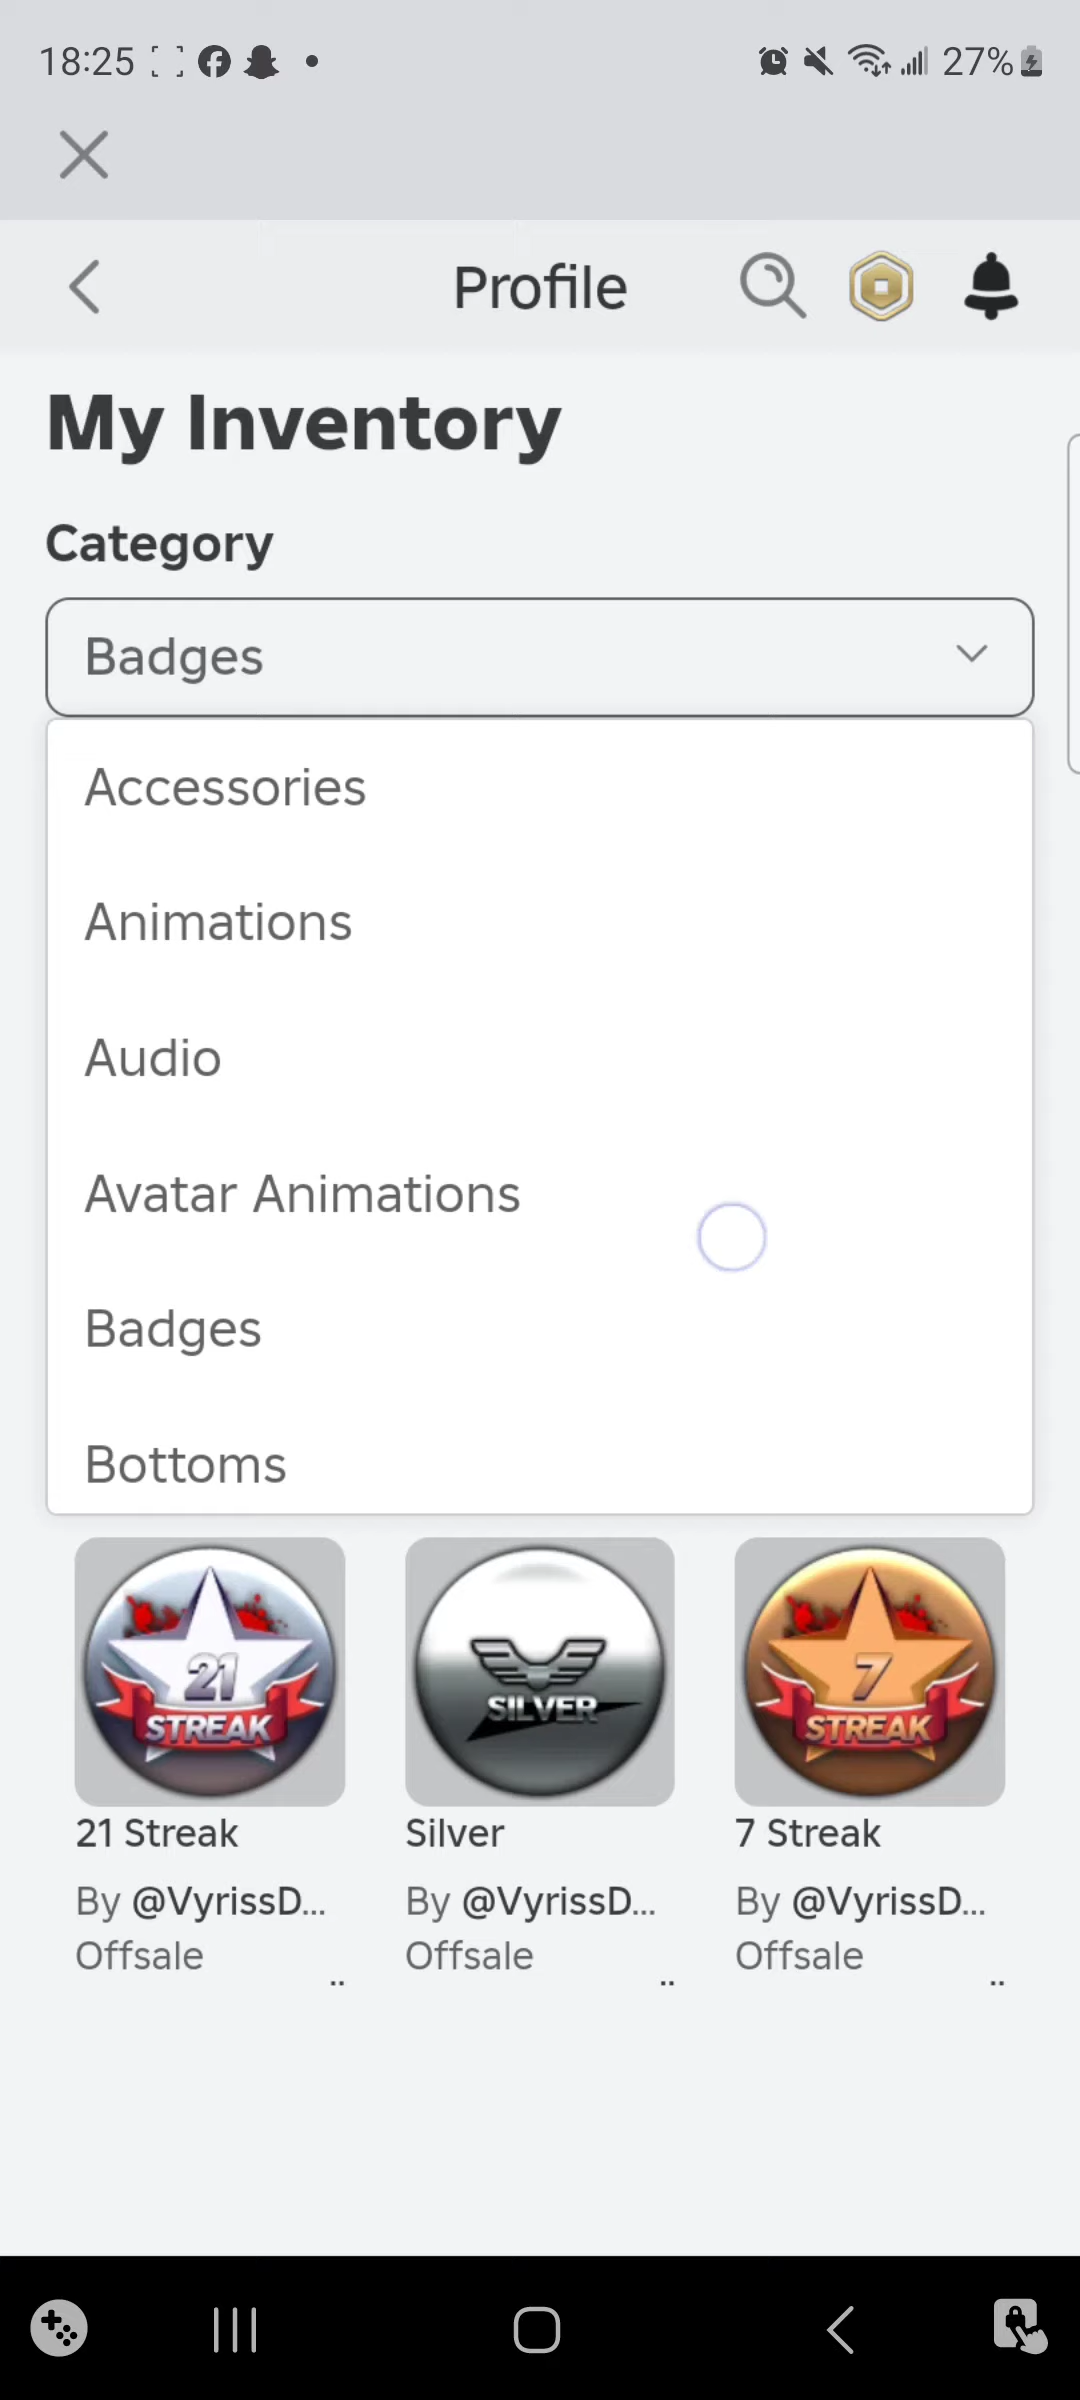 18:25
27%
Profile
My Inventory
Category
Badges
Accessories
Animations
Audio
Avatar Animations
Badges
Bottoms
21
STREAK
SILVER
7
STREAK
21 Streak
Silver
7 Streak
By @VyrissD...
By @VyrissD...
By @VyrissD...
Offsale
Offsale
Offsale
..
..
..